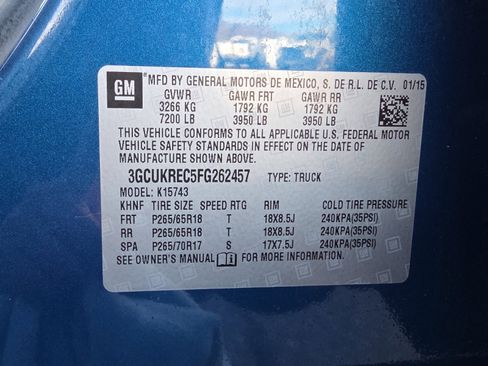 GM
MFD BY GENERAL MOTORS DE MEXICO, S. DE R.L. DE C.V. 01/15
GVWR GAWR FRT GAWR RR
3266 KG 1792 KG 1792 KG
7200 LB 3950 LB 3950 LB
THIS VEHICLE CONFORMS TO ALL APPLICABLE U.S. FEDERAL MOTOR
VEHICLE SAFETY STANDARDS IN EFFECT ON THE DATE OF
MANUFACTURE SHOWN ABOVE.
3GCUKREC5FG262457 TYPE: TRUCK
MODEL: K15743
KHNF TIRE SIZE SPEED RTG RIM COLD TIRE PRESSURE
FRT P265/65R18 T 18X8.5J 240KPA(35PSI)
RR P265/65R18 T 18X8.5J 240KPA(35PSI)
SPA P265/70R17 S 17X7.5J 240KPA(35PSI)
SEE OWNER'S MANUAL FOR MORE INFORMATION.